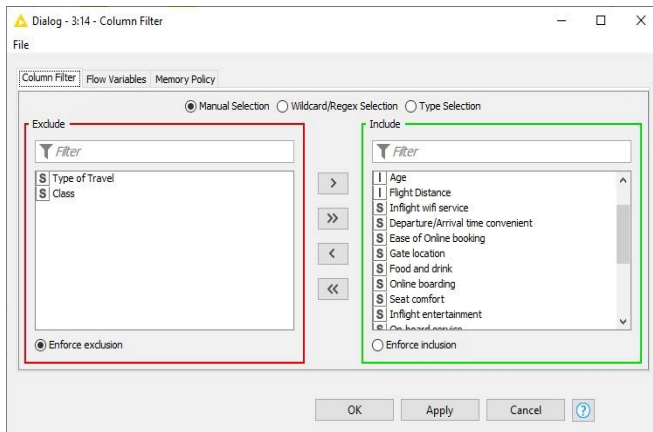 Dialog - 3:14 - Column Filter
File
Column Filter Flow Variables Memory Policy
Manual Selection Wildcard/Regex Selection Type Selection
Exclude
Filter
S Type of Travel
S Class
Enforce exclusion
>
>>
<
<<
Include
Filter
I Age
I Flight Distance
S Inflight wifi service
S Departure/Arrival time convenient
S Ease of Online booking
S Gate location
S Food and drink
S Online boarding
S Seat comfort
S Inflight entertainment
S On-board service
Enforce inclusion
OK Apply Cancel ?